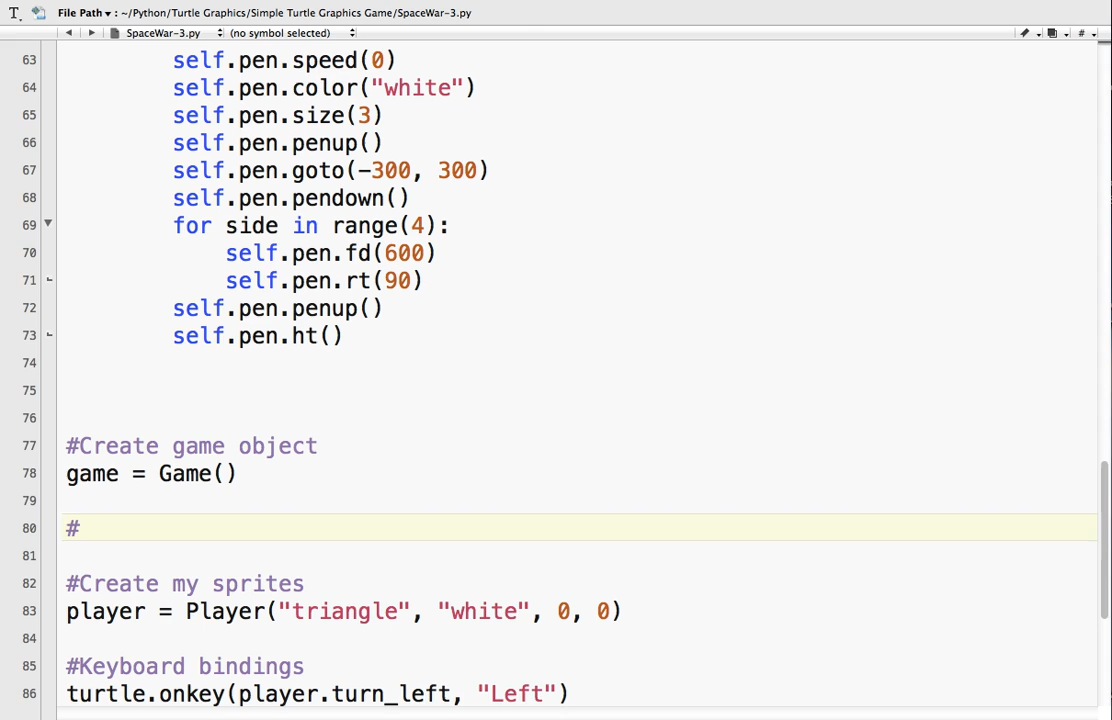 File Path ▾ : ~/Python/Turtle Graphics/Simple Turtle Graphics Game/SpaceWar-3.py
SpaceWar-3.py (no symbol selected) #
63 self.pen.speed(0)
64 self.pen.color("white")
65 self.pen.size(3)
66 self.pen.penup()
67 self.pen.goto(-300, 300)
68 self.pen.pendown()
69 for side in range(4):
70 self.pen.fd(600)
71 self.pen.rt(90)
72 self.pen.penup()
73 self.pen.ht()
74
75
76
77 #Create game object
78 game = Game()
79
80 #
81
82 #Create my sprites
83 player = Player("triangle", "white", 0, 0)
84
85 #Keyboard bindings
86 turtle.onkey(player.turn_left, "Left")